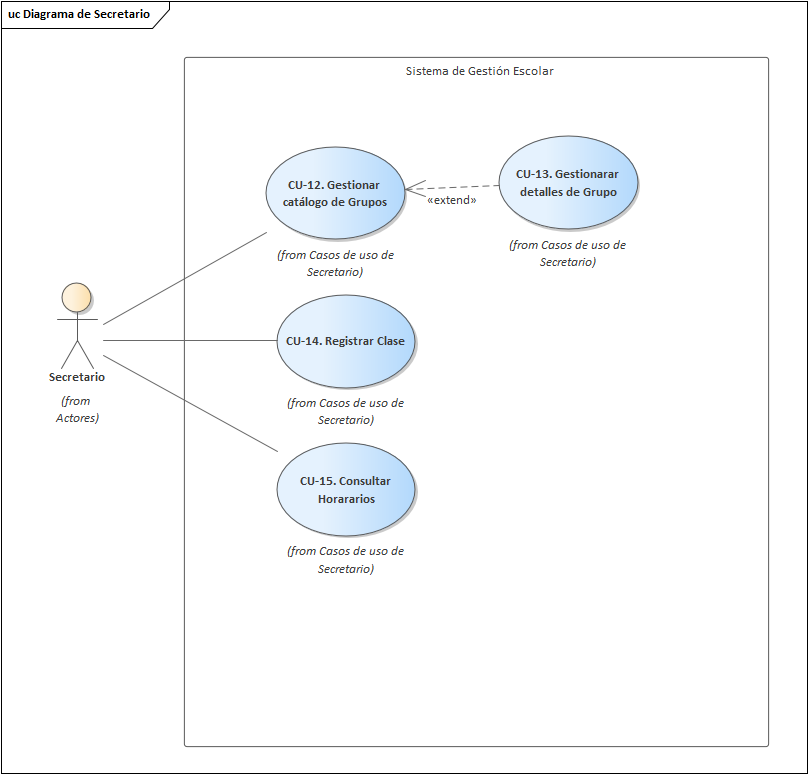 uc Diagrama de Secretario
Sistema de Gestión Escolar
CU-12. Gestionar
catálogo de Grupos
(from Casos de uso de
Secretario)
«extend»
CU-13. Gestionarar
detalles de Grupo
(from Casos de uso de
Secretario)
Secretario
(from
Actores)
CU-14. Registrar Clase
(from Casos de uso de
Secretario)
CU-15. Consultar
Horararios
(from Casos de uso de
Secretario)